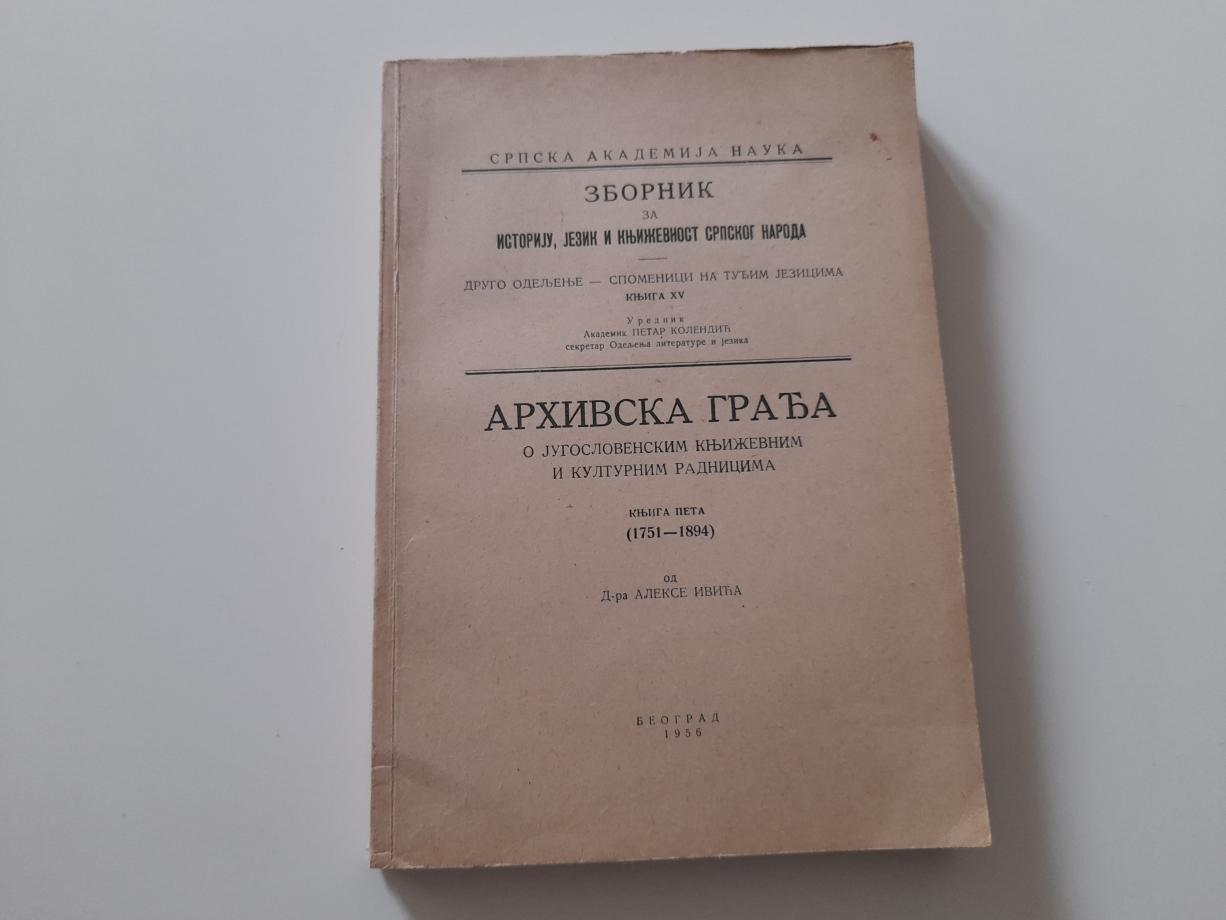 СРПСКА АКАДЕМИЈА НАУКА
ЗБОРНИК
ЗА
ИСТОРИЈУ, ЈЕЗИК И КЊИЖЕВНОСТ СРПСКОГ НАРОДА
ДРУГО ОДЕЉЕЊЕ — СПОМЕНИЦИ НА ТУЂИМ ЈЕЗИЦИМА
КЊИГА XV
Уредник
Академик ПЕТАР КОЛЕНДИЋ
секретар Одељења литературе и језика
АРХИВСКА ГРАЂА
О ЈУГОСЛОВЕНСКИМ КЊИЖЕВНИМ
И КУЛТУРНИМ РАДНИЦИМА
КЊИГА ПЕТА
(1751—1894)
ОД
Д-ра АЛЕКСЕ ИВИЋА
БЕОГРАД
1956